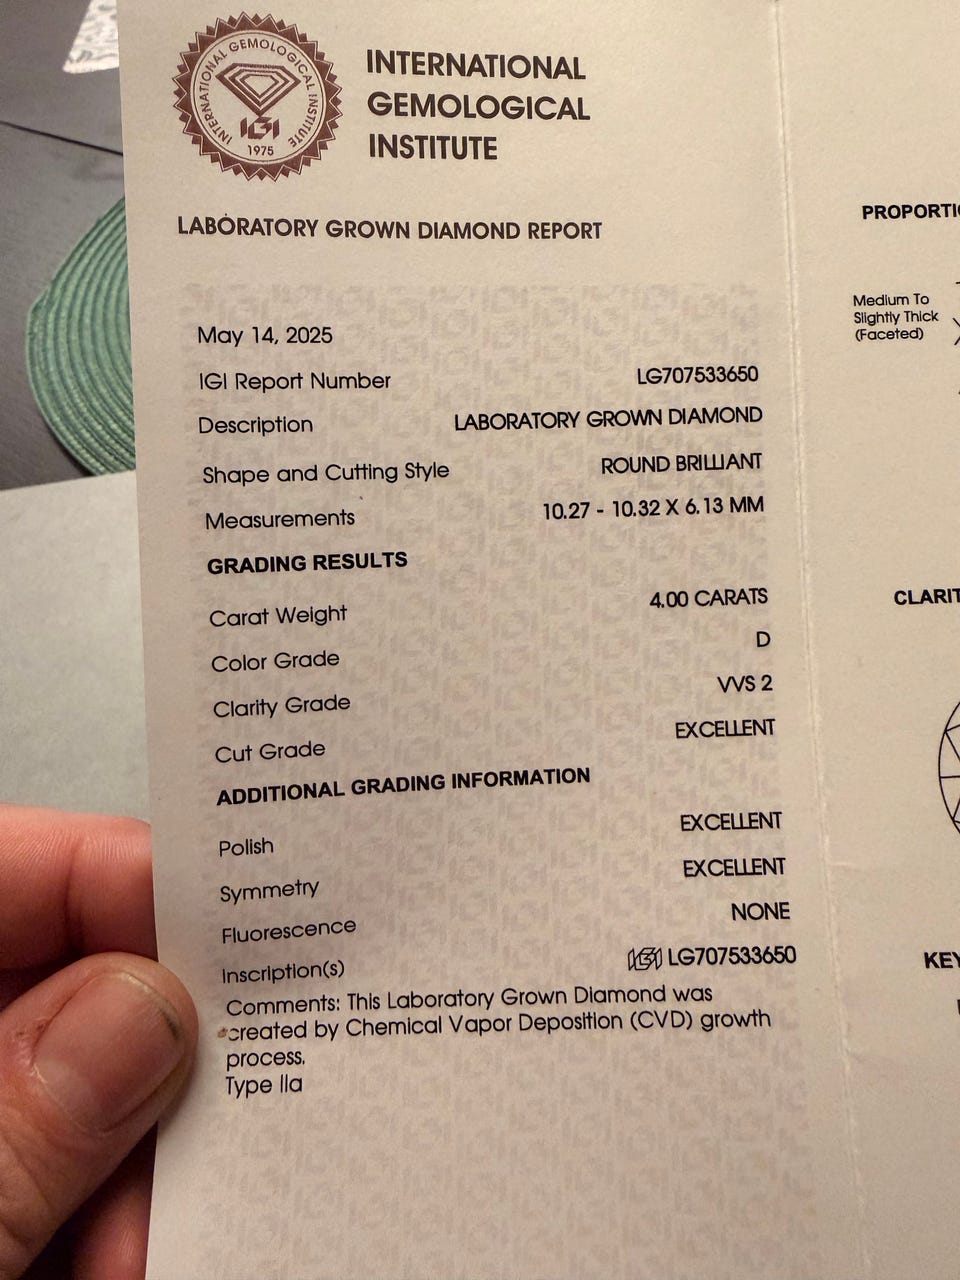 INTERNATIONAL GEMOLOGICAL INSTITUTE
IGI
1975
INTERNATIONAL
GEMOLOGICAL
INSTITUTE
LABORATORY GROWN DIAMOND REPORT
May 14, 2025
IGI Report Number LG707533650
Description LABORATORY GROWN DIAMOND
Shape and Cutting Style ROUND BRILLIANT
Measurements 10.27 - 10.32 X 6.13 MM
GRADING RESULTS
Carat Weight 4.00 CARATS
Color Grade D
Clarity Grade VVS 2
Cut Grade EXCELLENT
ADDITIONAL GRADING INFORMATION
Polish EXCELLENT
Symmetry EXCELLENT
Fluorescence NONE
Inscription(s) IGI LG707533650
Comments: This Laboratory Grown Diamond was
created by Chemical Vapor Deposition (CVD) growth
process.
Type IIa
PROPORTIO
Medium To
Slightly Thick
(Faceted)
CLARIT
KEY